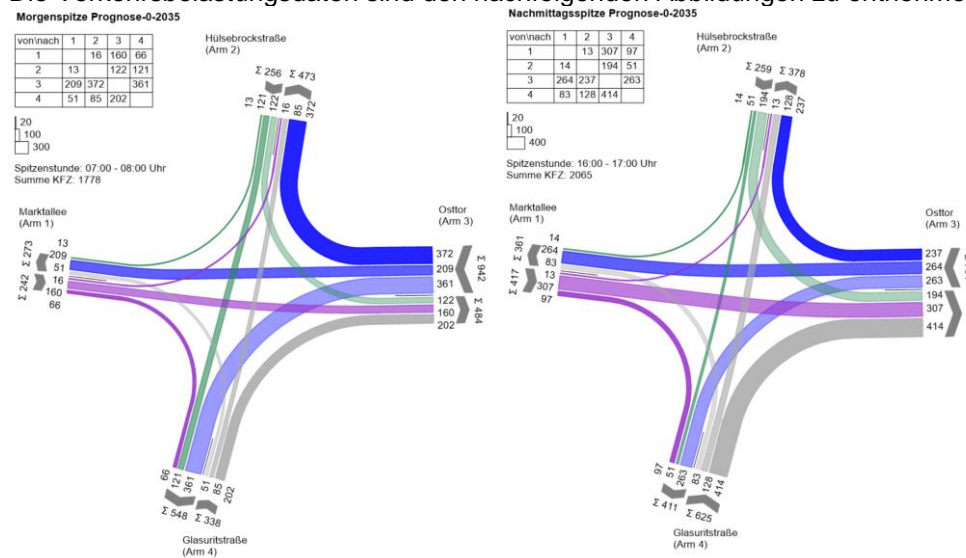 Die Verkehrsbelastungsdaten sind den nachfolgenden Abbildungen zu entnehme
Morgenspitze Prognose-0-2035
von\nach 1 2 3 4
1 16 160 66
2 13 122 121
3 209 372 361
4 51 85 202
20
100
300
Spitzenstunde: 07:00 - 08:00 Uhr
Summe KFZ: 1778
Hülsebrockstraße
(Arm 2)
Σ 256
Σ 473
13
121
122
16
85
372
Marktallee
(Arm 1)
Σ 273
13
209
51
Σ 242
16
160
66
Osttor
(Arm 3)
372
209
361
Σ 942
122
160
202
Σ 484
66
121
361
51
85
202
Σ 548
Σ 338
Glasuritstraße
(Arm 4)
Nachmittagsspitze Prognose-0-2035
von\nach 1 2 3 4
1 13 307 97
2 14 194 51
3 264 237 263
4 83 128 414
20
100
400
Spitzenstunde: 16:00 - 17:00 Uhr
Summe KFZ: 2065
Hülsebrockstraße
(Arm 2)
Σ 259
Σ 378
14
51
194
13
128
237
Marktallee
(Arm 1)
Σ 361
14
264
83
Σ 417
13
307
97
Osttor
(Arm 3)
237
264
263
194
307
414
97
51
263
83
128
414
Σ 411
Σ 625
Glasuritstraße
(Arm 4)